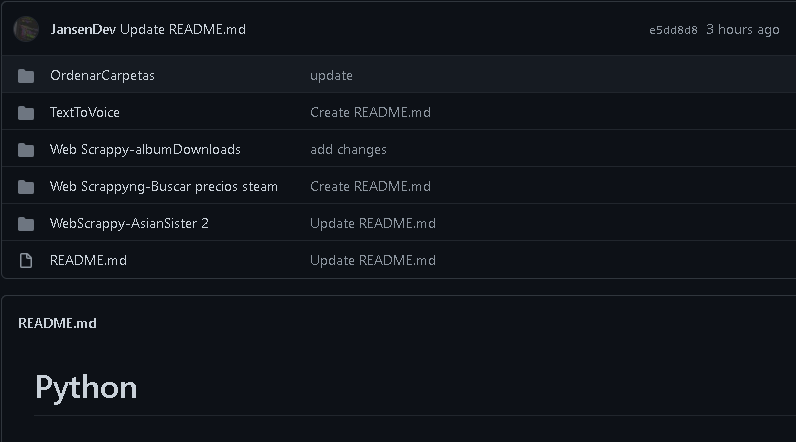 JansenDev Update README.md e5dd8d8 3 hours ago
OrdenarCarpetas update
TextToVoice Create README.md
Web Scrappy-albumDownloads add changes
Web Scrappyng-Buscar precios steam Create README.md
WebScrappy-AsianSister 2 Update README.md
README.md Update README.md
README.md
Python